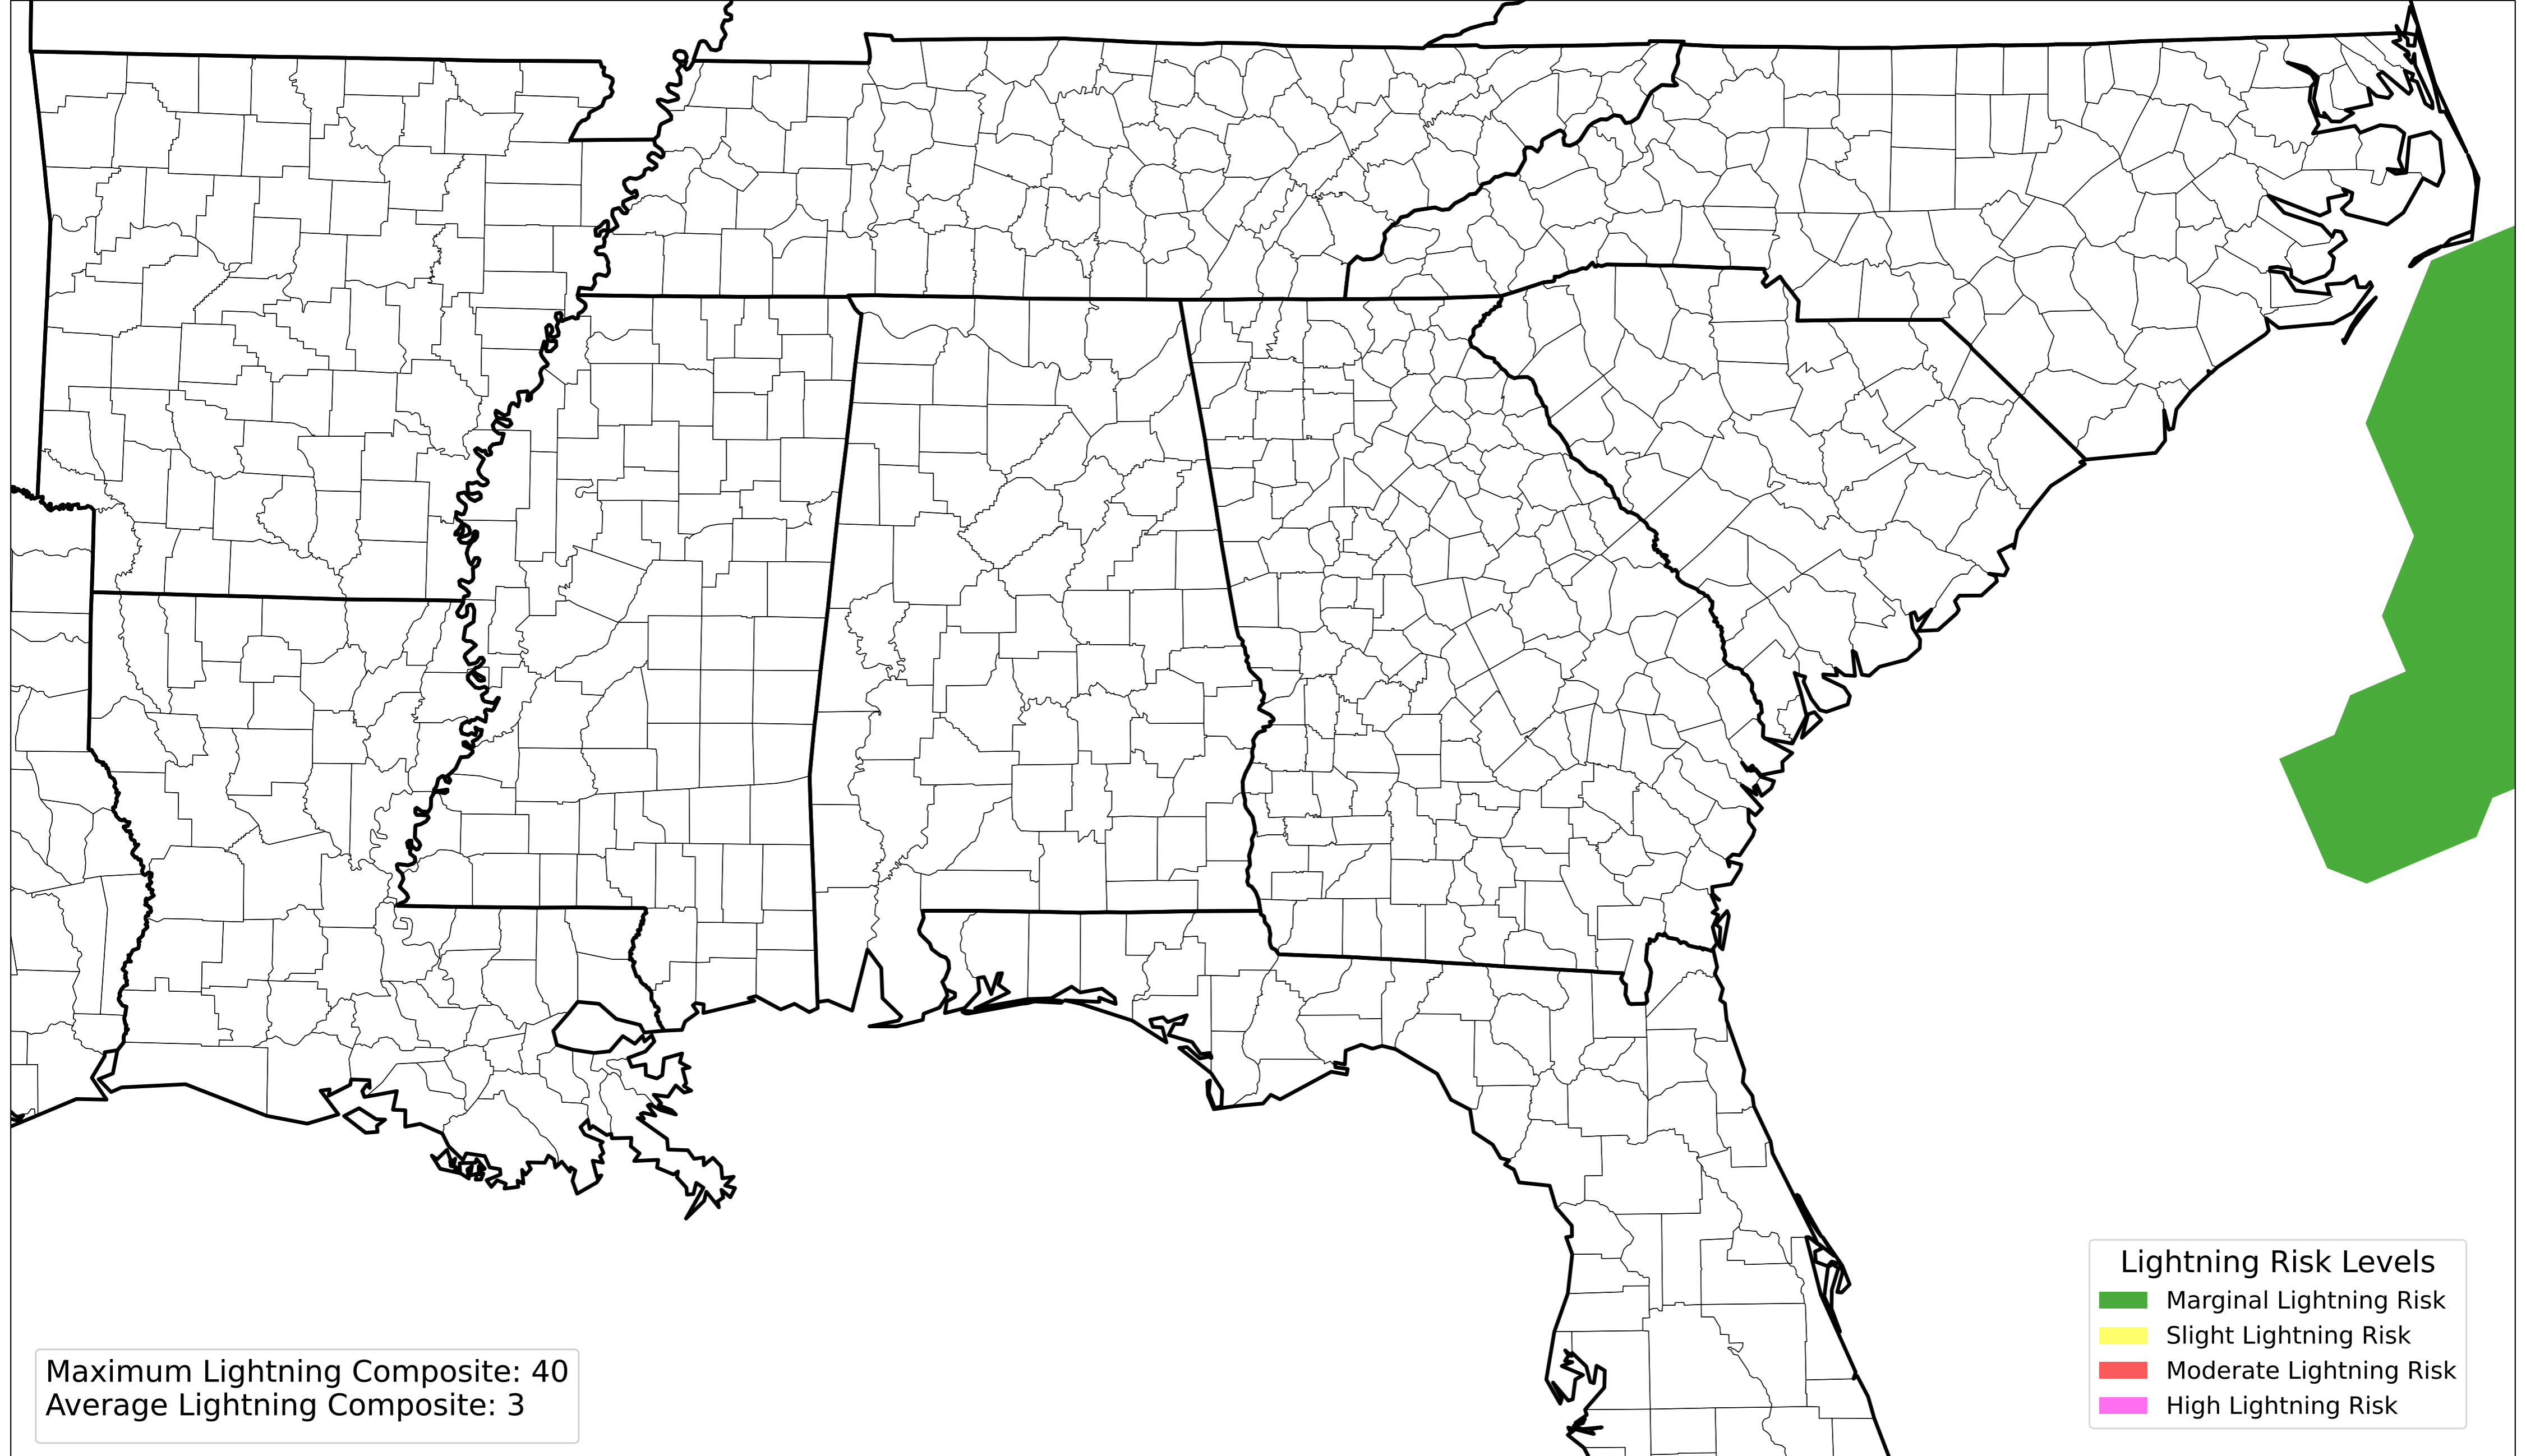 Lightning Risk Levels
Marginal Lightning Risk
Slight Lightning Risk
Moderate Lightning Risk
High Lightning Risk
Maximum Lightning Composite: 40
Average Lightning Composite: 3